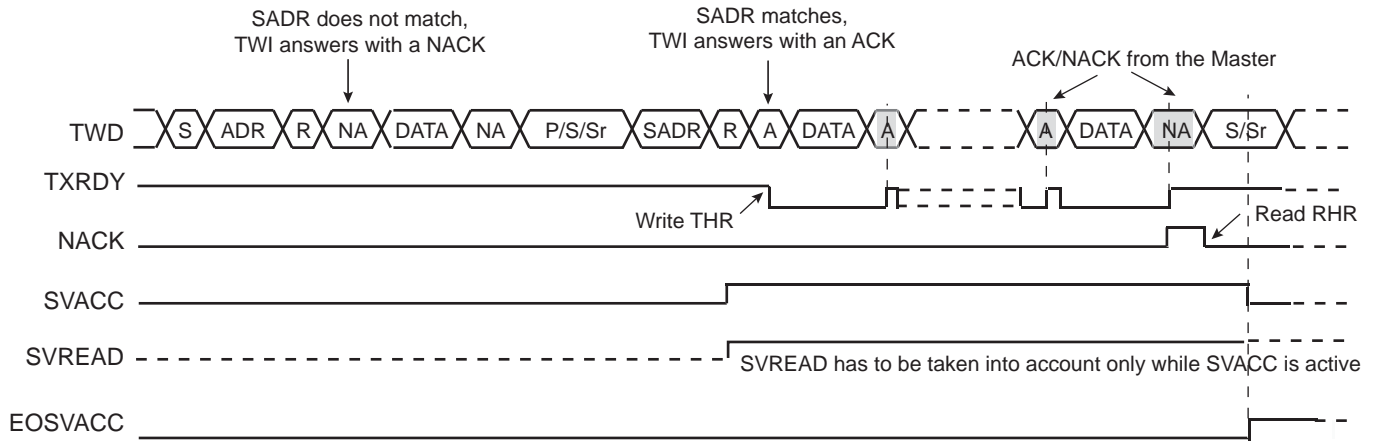 SADR does not match,
TWI answers with a NACK
SADR matches,
TWI answers with an ACK
ACK/NACK from the Master
TWD S ADR R NA DATA NA P/S/Sr SADR R A DATA A A DATA NA S/Sr
TXRDY
Write THR
Read RHR
NACK
SVACC
SVREAD
SVREAD has to be taken into account only while SVACC is active
EOSVACC